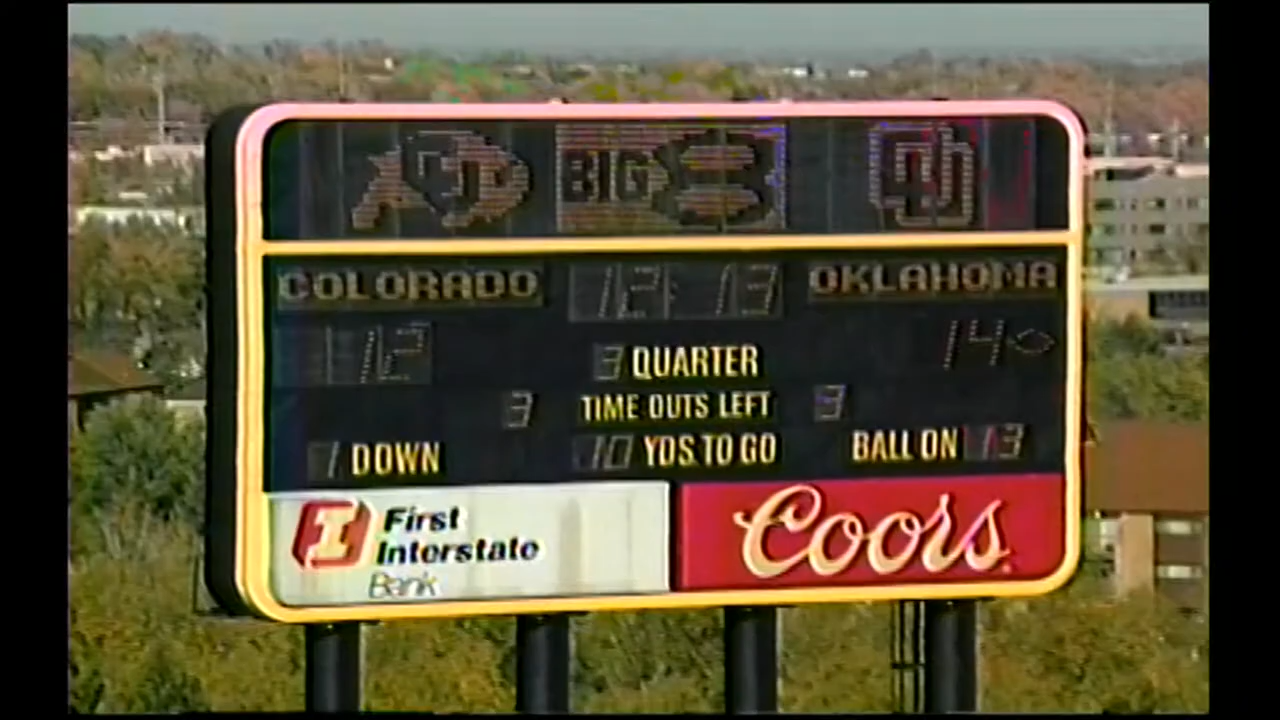 BIG 8 OU
COLORADO 12:13 OKLAHOMA
12 14
3 QUARTER
3 TIME OUTS LEFT 3
1 DOWN 10 YDS TO GO BALL ON 13
I First Interstate Bank
Coors